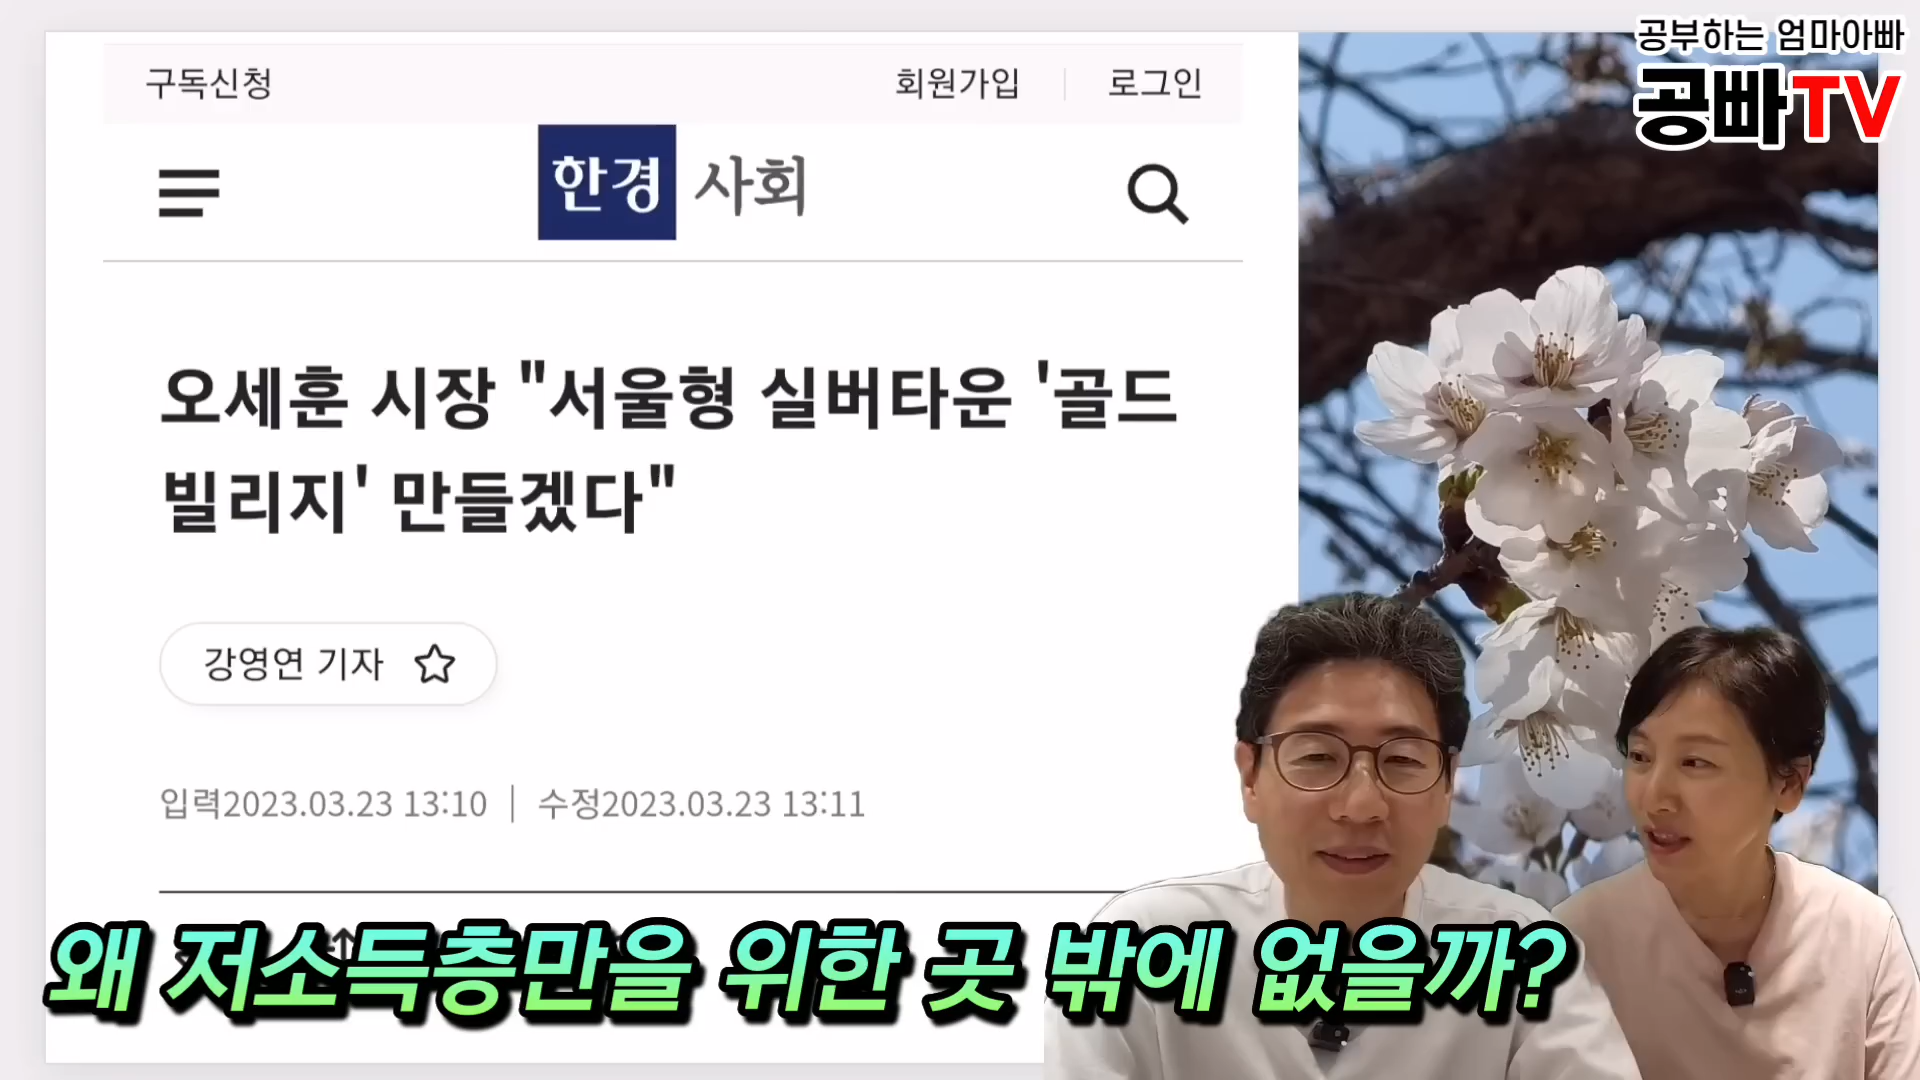 공부하는 엄마아빠
공빠TV
구독신청 회원가입 로그인
한경 사회
오세훈 시장 "서울형 실버타운 '골드
빌리지' 만들겠다"
강영연 기자
입력2023.03.23 13:10 수정2023.03.23 13:11
왜 저소득층만을 위한 곳 밖에 없을까?